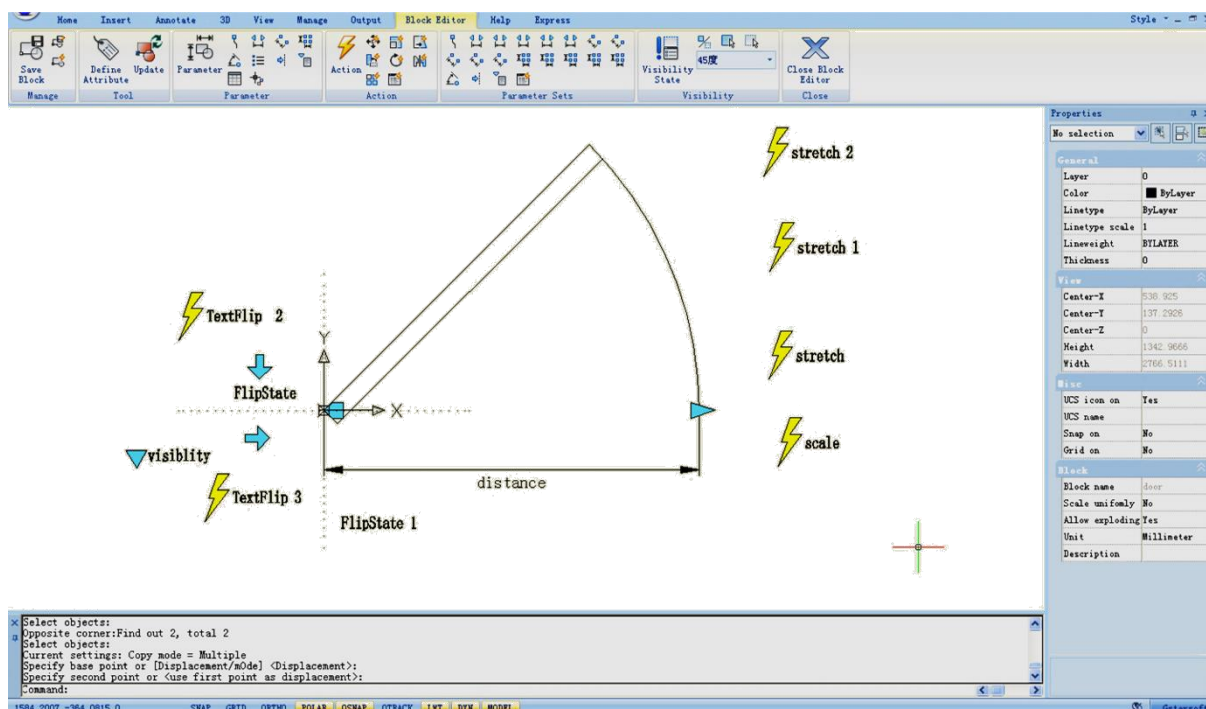 Home Insert Annotate 3D View Manage Output Block Editor Help Express Style
Save Block
Define Attribute
Update
Parameter
Action
Visibility State
45度
Close Block Editor
Manage Tool Parameter Action Parameter Sets Visibility Close
Properties
No selection
General
Layer 0
Color ByLayer
Linetype ByLayer
Linetype scale 1
Lineweight BYLAYER
Thickness 0
View
Center-X 538.925
Center-Y 137.2926
Center-Z 0
Height 1342.9666
Width 2766.5111
Misc
UCS icon on Yes
UCS name
Snap on No
Grid on No
Block
Block name door
Scale unifomly No
Allow exploding Yes
Unit Millimeter
Description
stretch 2
stretch 1
TextFlip 2
Y
stretch
FlipState
X
scale
visiblity
distance
TextFlip 3
FlipState 1
Select objects:
Opposite corner:Find out 2, total 2
Select objects:
Current settings: Copy mode = Multiple
Specify base point or [Displacement/mOde] <Displacement>:
Specify second point or <use first point as displacement>:
Command:
SNAP GRID ORTHO POLAR OSNAP OTRACK LWT DYN MODEL